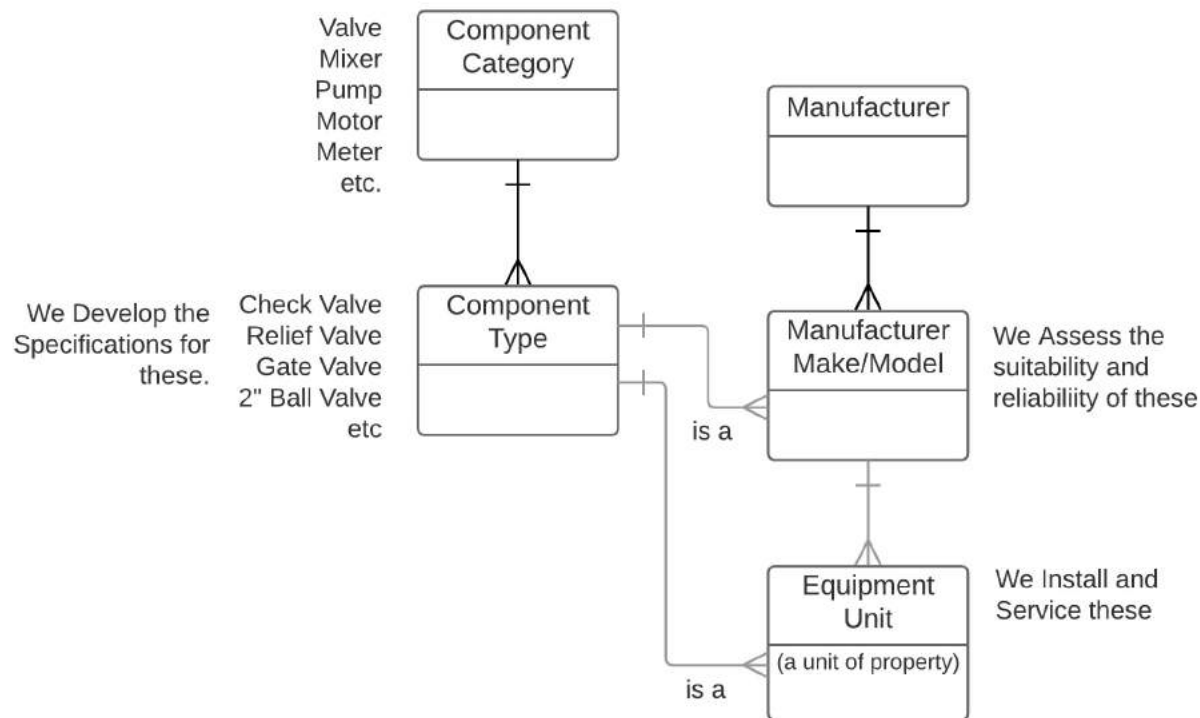 Valve
Mixer
Pump
Motor
Meter
etc.
Component
Category
Manufacturer
We Develop the
Specifications for
these.
Check Valve
Relief Valve
Gate Valve
2" Ball Valve
etc
Component
Type
Manufacturer
Make/Model
We Assess the
suitability and
reliabiliity of these
is a
Equipment
Unit
(a unit of property)
We Install and
Service these
is a